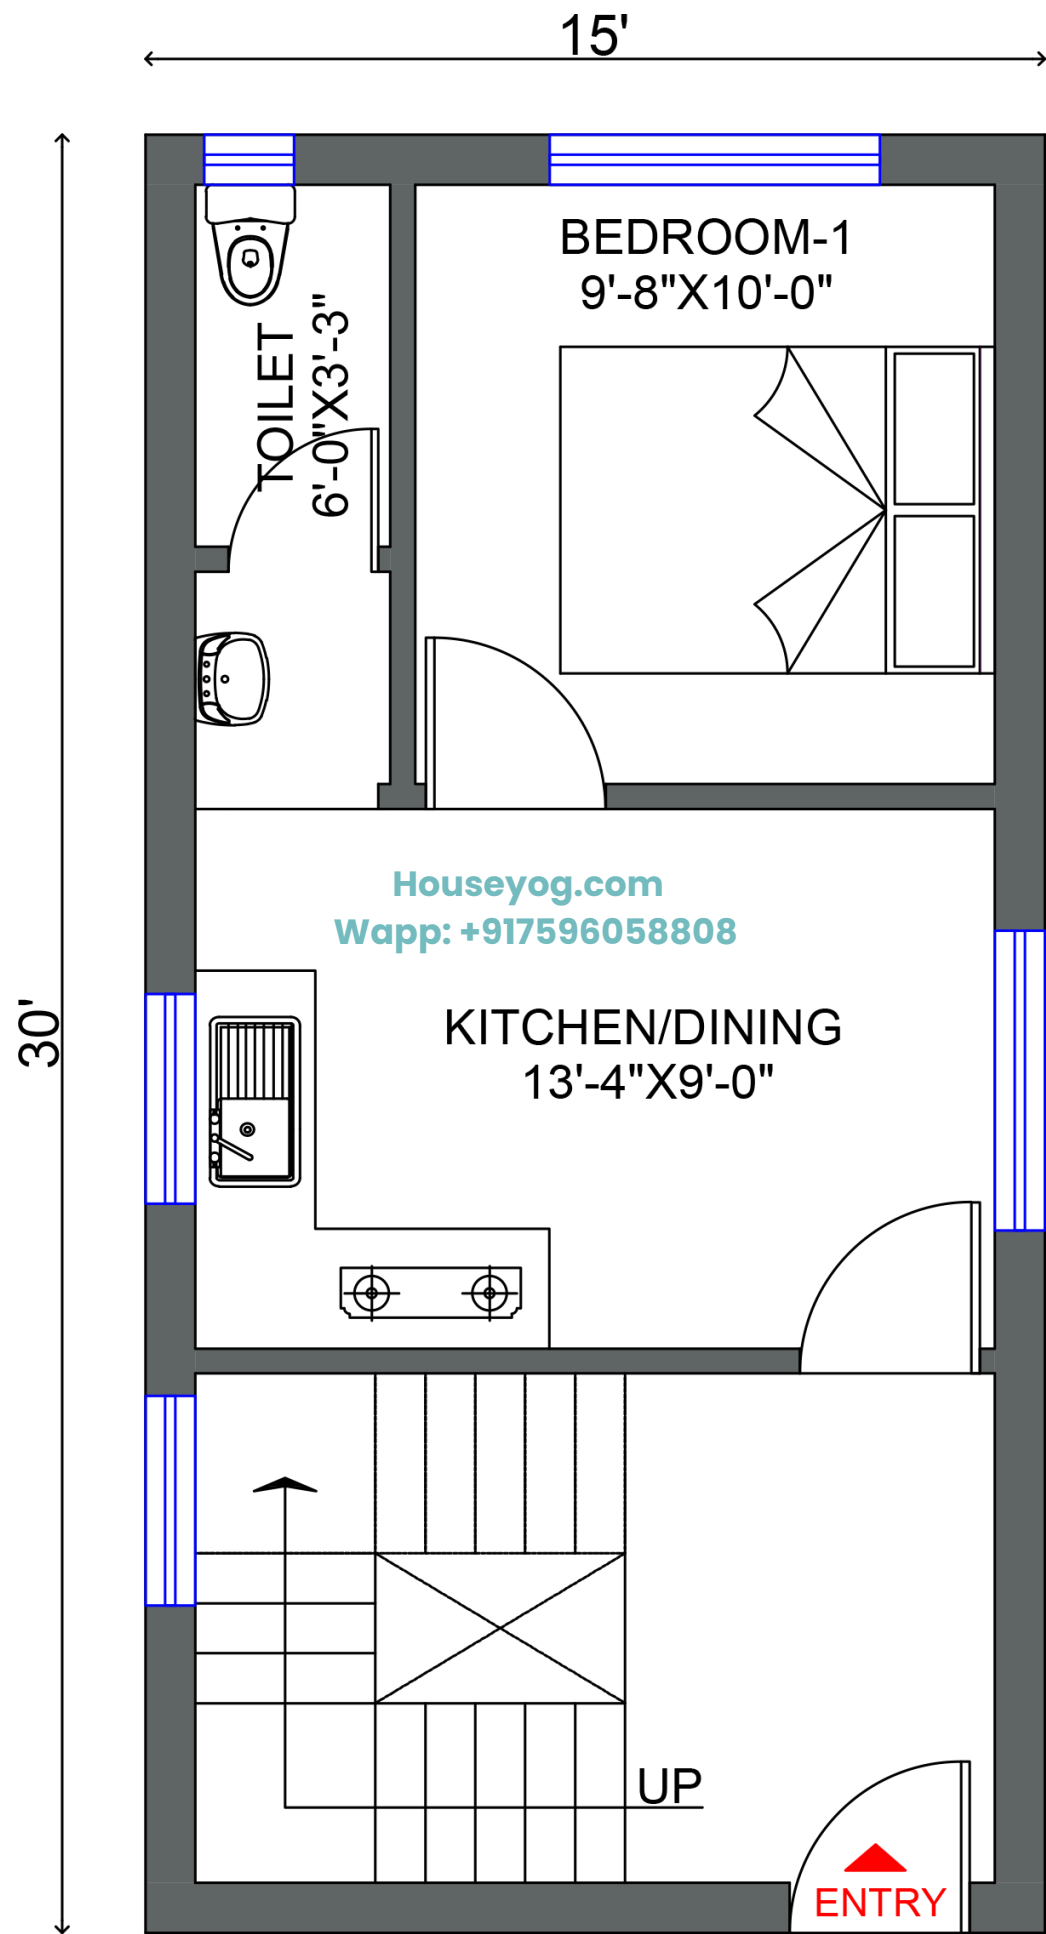 15'
30'
BEDROOM-1
9'-8"X10'-0"
TOILET
6'-0"X3'-3"
Houseyog.com
Wapp: +917596058808
KITCHEN/DINING
13'-4"X9'-0"
UP
ENTRY